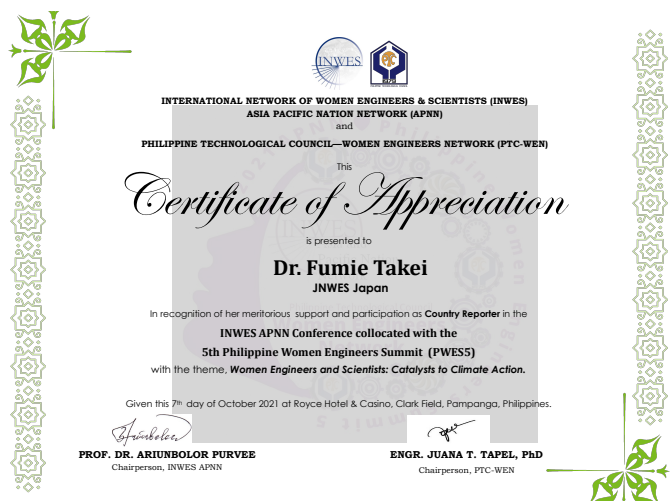 INWES
INTERNATIONAL NETWORK OF WOMEN ENGINEERS & SCIENTISTS (INWES)
ASIA PACIFIC NATION NETWORK (APNN)
and
PHILIPPINE TECHNOLOGICAL COUNCIL—WOMEN ENGINEERS NETWORK (PTC-WEN)
This
Certificate of Appreciation
is presented to
Dr. Fumie Takei
JNWES Japan
In recognition of her meritorious support and participation as Country Reporter in the
INWES APNN Conference collocated with the
5th Philippine Women Engineers Summit (PWES5)
with the theme, Women Engineers and Scientists: Catalysts to Climate Action.
Given this 7th day of October 2021 at Royce Hotel & Casino, Clark Field, Pampanga, Philippines.
PROF. DR. ARIUNBOLOR PURVEE
Chairperson, INWES APNN
ENGR. JUANA T. TAPEL, PhD
Chairperson, PTC-WEN